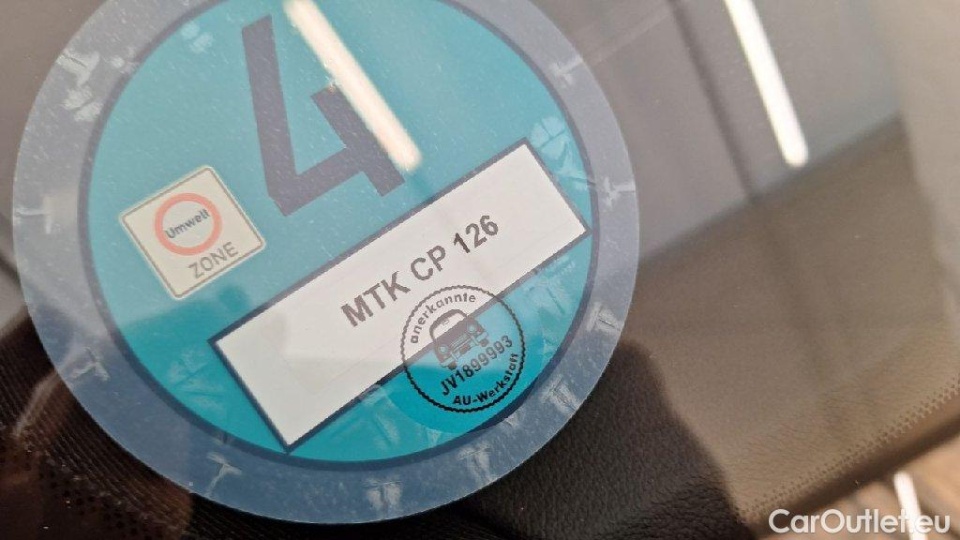 4
Umwelt
ZONE
MTK CP 126
anerkannte
JV1899993
AU-Werkstatt
CarOutlet.eu